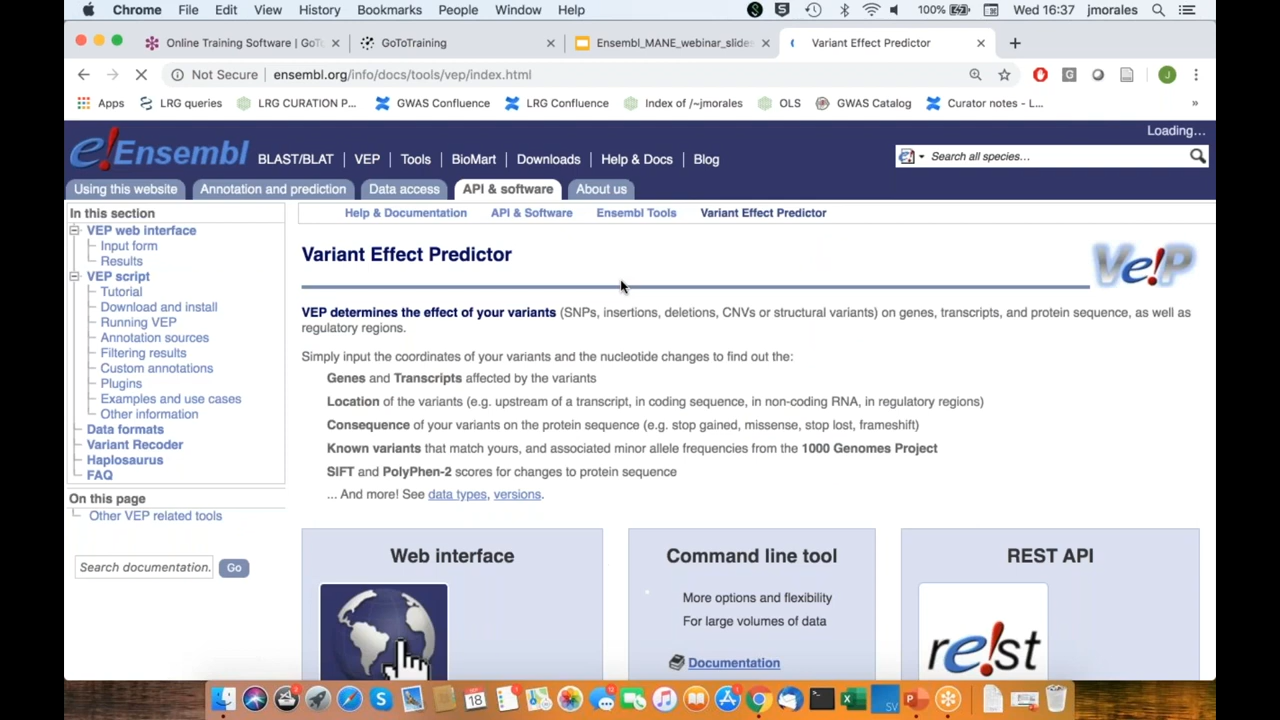 Chrome File Edit View History Bookmarks People Window Help 100% Wed 16:37 jmorales
Online Training Software | GoTo × GoToTraining × Ensembl_MANE_webinar_slides × Variant Effect Predictor ×
Not Secure | ensembl.org/info/docs/tools/vep/index.html
Apps LRG queries LRG CURATION P... GWAS Confluence LRG Confluence Index of /~jmorales OLS GWAS Catalog Curator notes - L... »
Loading...
e!Ensembl BLAST/BLAT | VEP | Tools | BioMart | Downloads | Help & Docs | Blog
Search all species...
Using this website Annotation and prediction Data access API & software About us
In this section
VEP web interface
Input form
Results
VEP script
Tutorial
Download and install
Running VEP
Annotation sources
Filtering results
Custom annotations
Plugins
Examples and use cases
Other information
Data formats
Variant Recoder
Haplosaurus
FAQ
On this page
Other VEP related tools
Search documentation. Go
Help & Documentation API & Software Ensembl Tools Variant Effect Predictor
Variant Effect Predictor
Ve!P
VEP determines the effect of your variants (SNPs, insertions, deletions, CNVs or structural variants) on genes, transcripts, and protein sequence, as well as
regulatory regions.
Simply input the coordinates of your variants and the nucleotide changes to find out the:
Genes and Transcripts affected by the variants
Location of the variants (e.g. upstream of a transcript, in coding sequence, in non-coding RNA, in regulatory regions)
Consequence of your variants on the protein sequence (e.g. stop gained, missense, stop lost, frameshift)
Known variants that match yours, and associated minor allele frequencies from the 1000 Genomes Project
SIFT and PolyPhen-2 scores for changes to protein sequence
... And more! See data types, versions.
Web interface
Command line tool
More options and flexibility
For large volumes of data
Documentation
REST API
re!st